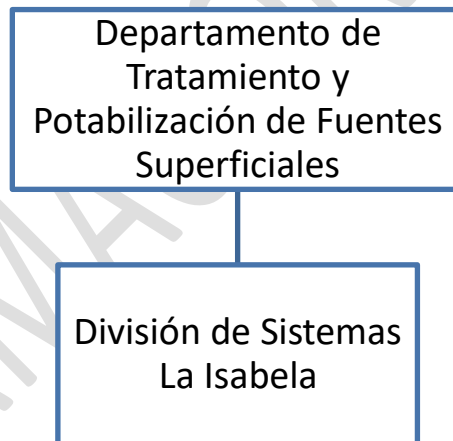 Departamento de
Tratamiento y
Potabilización de Fuentes
Superficiales
División de Sistemas
La Isabela